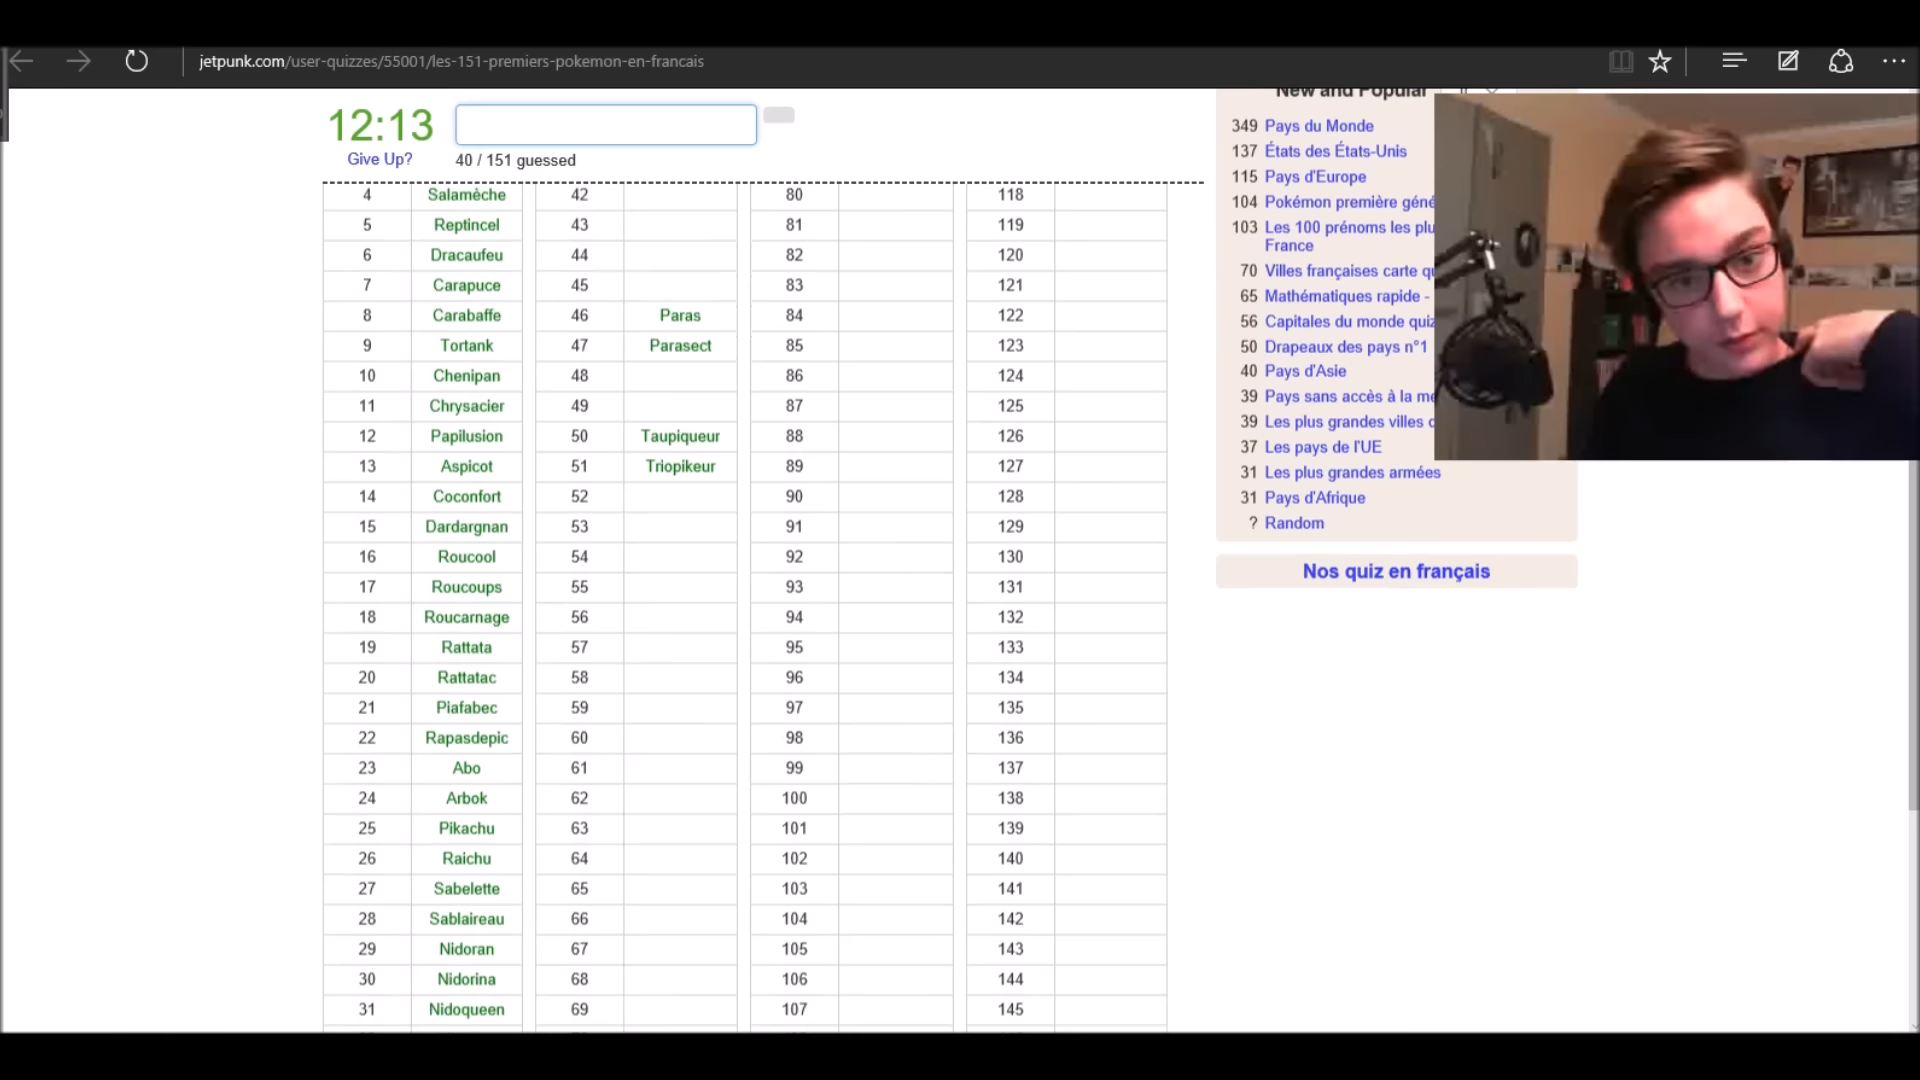 jetpunk.com/user-quizzes/55001/les-151-premiers-pokemon-en-francais
12:13
Give Up?
40 / 151 guessed
4 Salamèche 42 80 118
5 Reptincel 43 81 119
6 Dracaufeu 44 82 120
7 Carapuce 45 83 121
8 Carabaffe 46 Paras 84 122
9 Tortank 47 Parasect 85 123
10 Chenipan 48 86 124
11 Chrysacier 49 87 125
12 Papilusion 50 Taupiqueur 88 126
13 Aspicot 51 Triopikeur 89 127
14 Coconfort 52 90 128
15 Dardargnan 53 91 129
16 Roucool 54 92 130
17 Roucoups 55 93 131
18 Roucarnage 56 94 132
19 Rattata 57 95 133
20 Rattatac 58 96 134
21 Piafabec 59 97 135
22 Rapasdepic 60 98 136
23 Abo 61 99 137
24 Arbok 62 100 138
25 Pikachu 63 101 139
26 Raichu 64 102 140
27 Sabelette 65 103 141
28 Sablaireau 66 104 142
29 Nidoran 67 105 143
30 Nidorina 68 106 144
31 Nidoqueen 69 107 145
New and Popular
349 Pays du Monde
137 États des États-Unis
115 Pays d'Europe
104 Pokémon première géné
103 Les 100 prénoms les plu
France
70 Villes françaises carte qu
65 Mathématiques rapide -
56 Capitales du monde quiz
50 Drapeaux des pays n°1
40 Pays d'Asie
39 Pays sans accès à la me
39 Les plus grandes villes d
37 Les pays de l'UE
31 Les plus grandes armées
31 Pays d'Afrique
? Random
Nos quiz en français